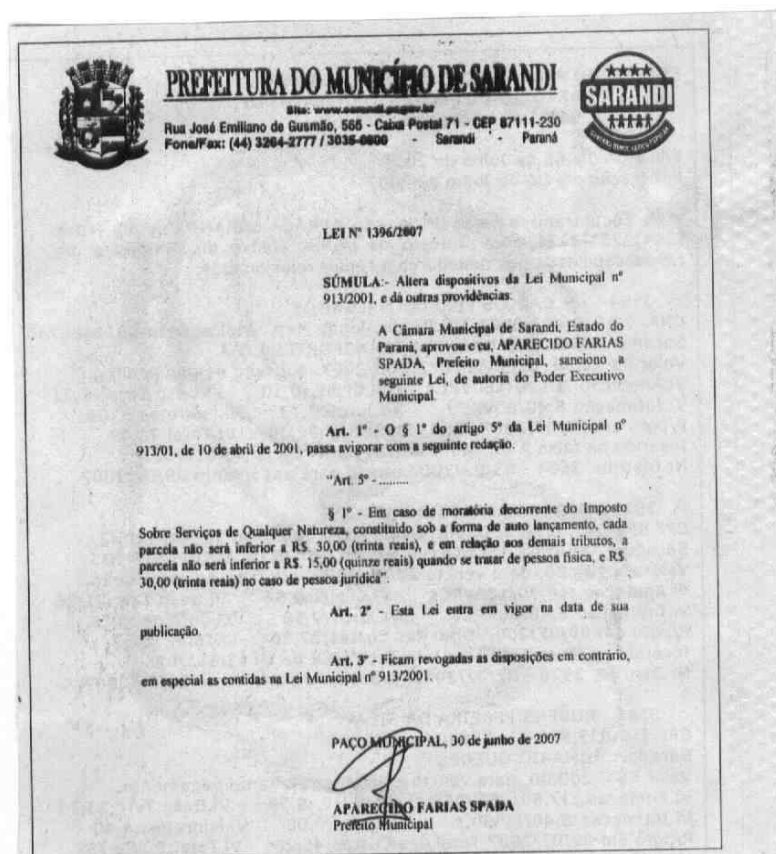 PREFEITURA DO MUNICÍPIO DE SARANDI
Site: www.sarandi.pr.gov.br
Rua José Emiliano de Gusmão, 565 - Caixa Postal 71 - CEP 87111-230
Fone/Fax: (44) 3264-2777 / 3035-0800 - Sarandi - Paraná
SARANDI
LEI Nº 1396/2007
SÚMULA:- Altera dispositivos da Lei Municipal nº
913/2001, e dá outras providências.
A Câmara Municipal de Sarandi, Estado do
Paraná, aprovou e eu, APARECIDO FARIAS
SPADA, Prefeito Municipal, sanciono a
seguinte Lei, de autoria do Poder Executivo
Municipal.
Art. 1º - O § 1º do artigo 5º da Lei Municipal nº
913/01, de 10 de abril de 2001, passa avigorar com a seguinte redação.
"Art. 5º - .........
§ 1º - Em caso de moratória decorrente do Imposto
Sobre Serviços de Qualquer Natureza, constituído sob a forma de auto lançamento, cada
parcela não será inferior a R$. 30,00 (trinta reais), e em relação aos demais tributos, a
parcela não será inferior a R$. 15,00 (quinze reais) quando se tratar de pessoa física, e R$.
30,00 (trinta reais) no caso de pessoa jurídica".
Art. 2º - Esta Lei entra em vigor na data de sua
publicação.
Art. 3º - Ficam revogadas as disposições em contrário,
em especial as contidas na Lei Municipal nº 913/2001.
PAÇO MUNICIPAL, 30 de junho de 2007
APARECIDO FARIAS SPADA
Prefeito Municipal